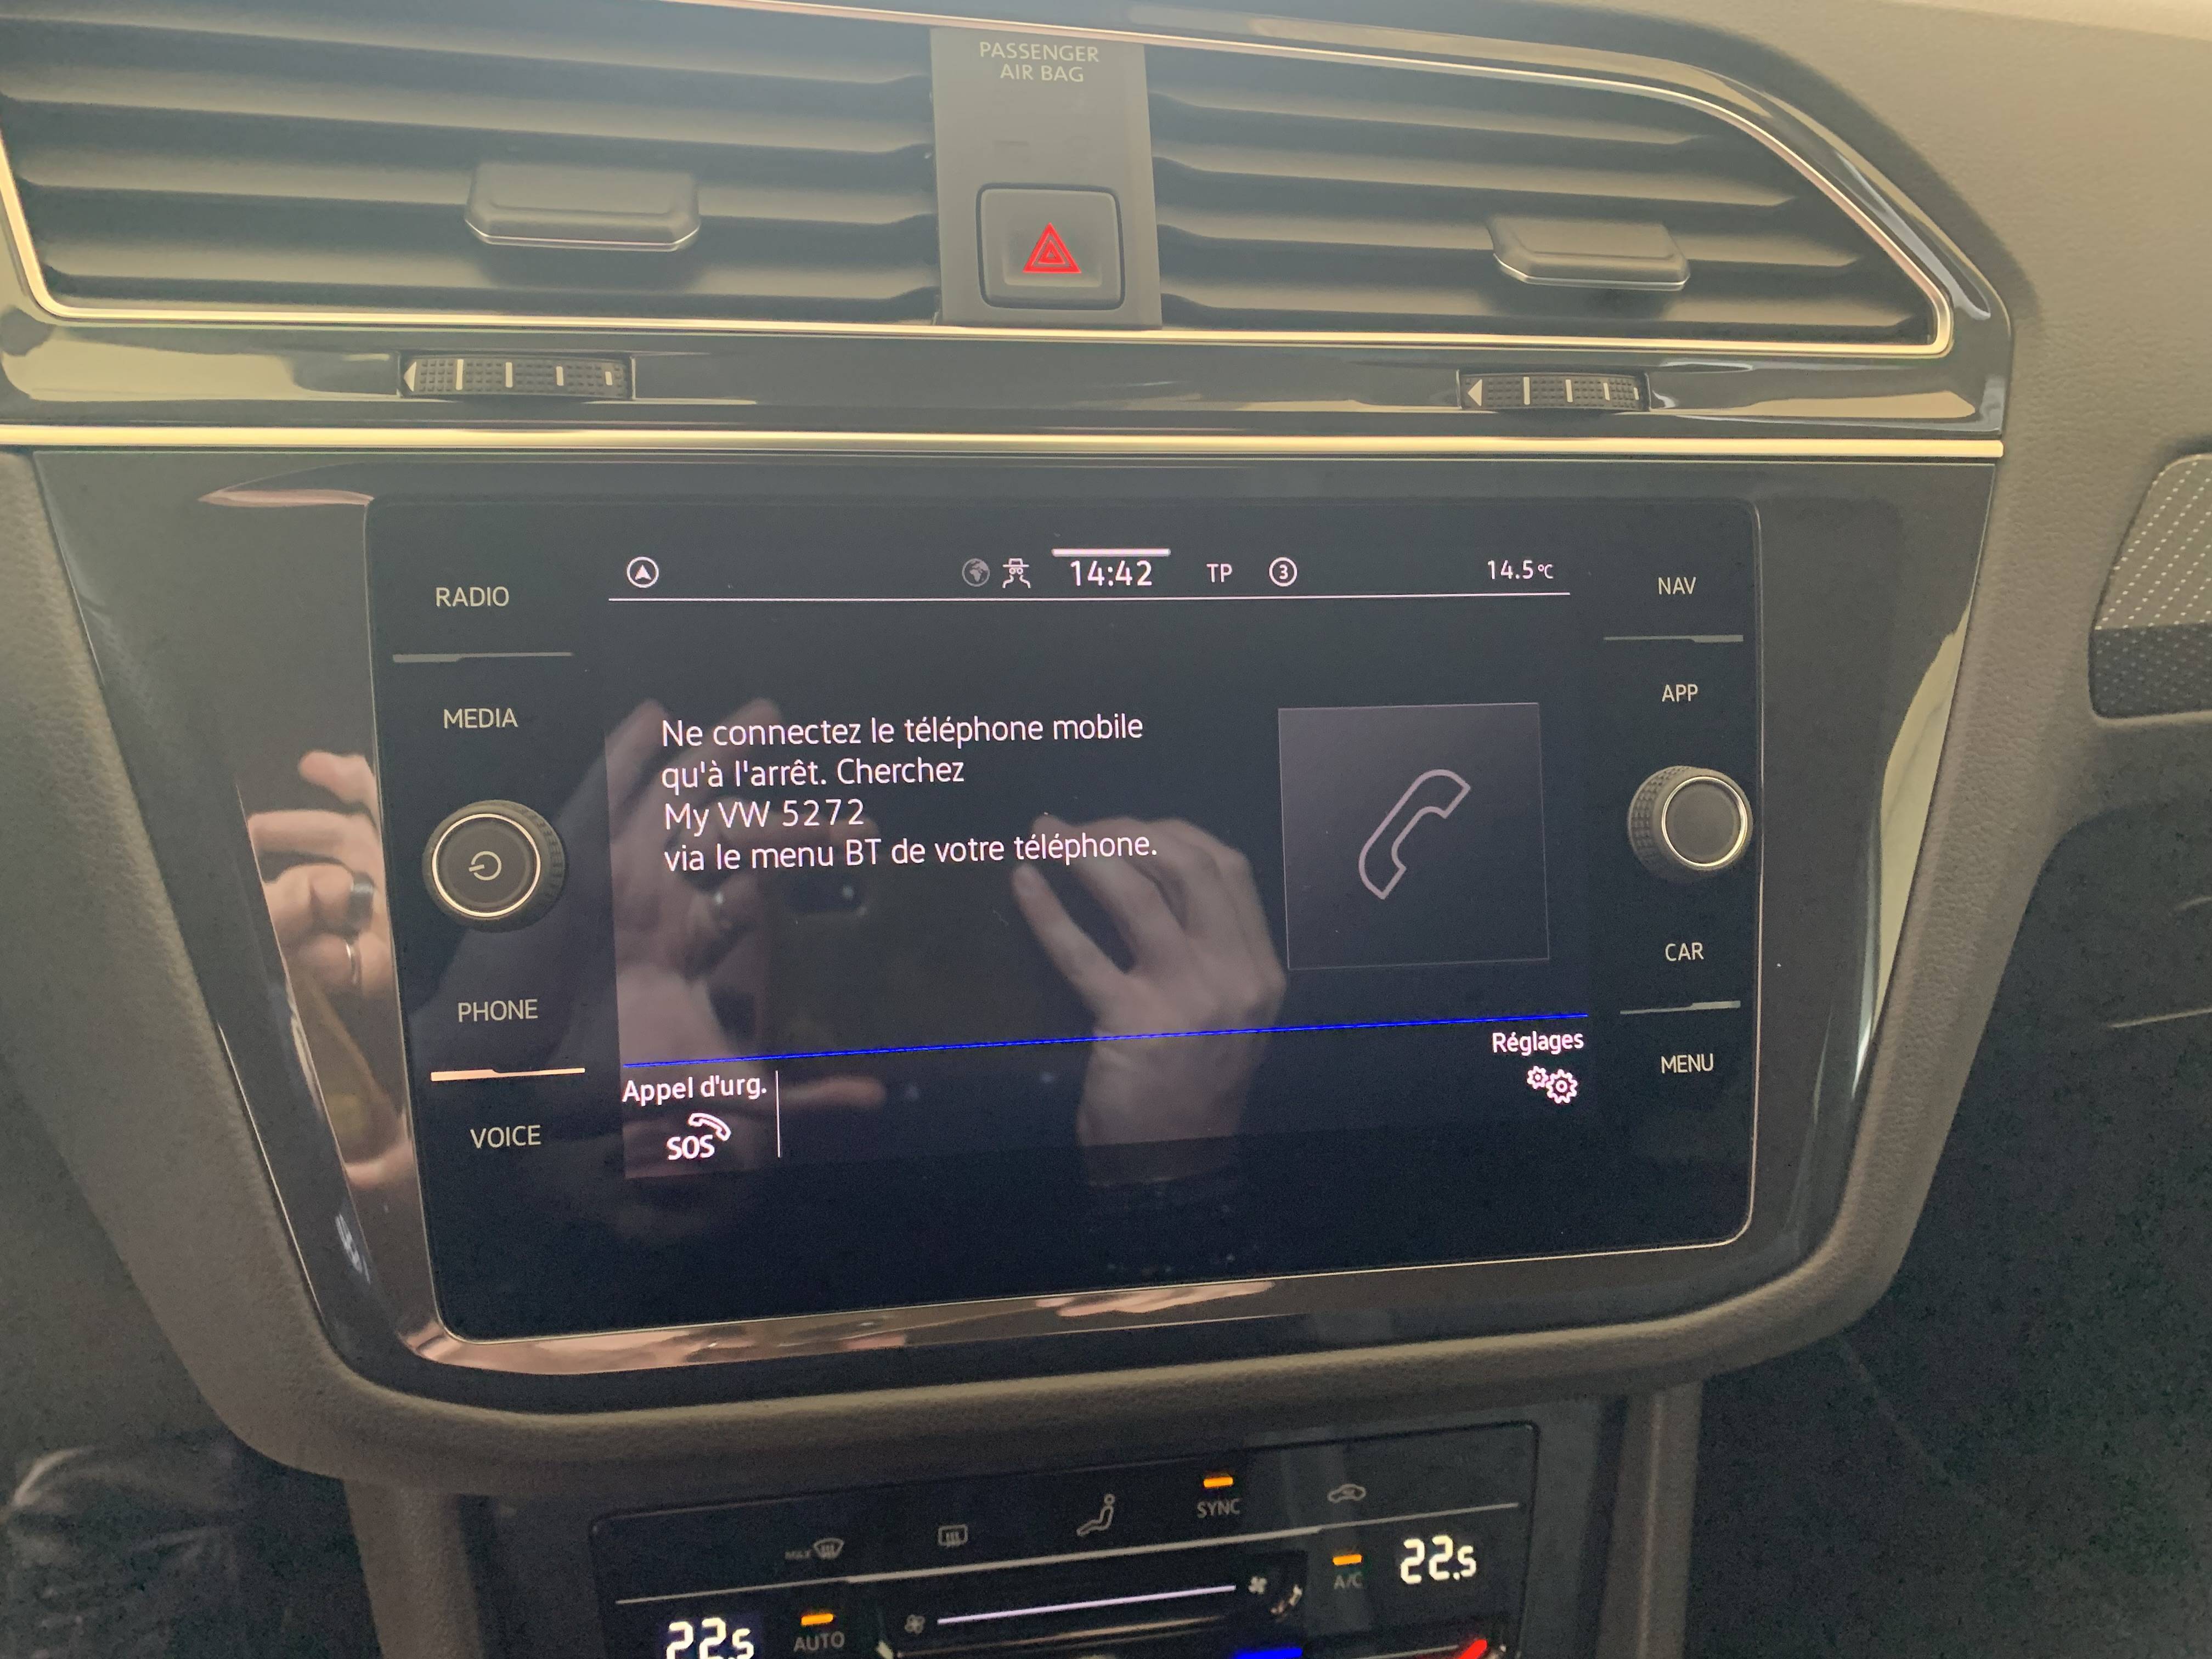 PASSENGER
AIR BAG
RADIO
MEDIA
PHONE
VOICE
14:42
TP
3
14.5°C
Ne connectez le téléphone mobile
qu'à l'arrêt. Cherchez
My VW 5272
via le menu BT de votre téléphone.
Appel d'urg.
SOS
Réglages
NAV
APP
CAR
MENU
MAX
SYNC
22.5
AUTO
A/C
22.5